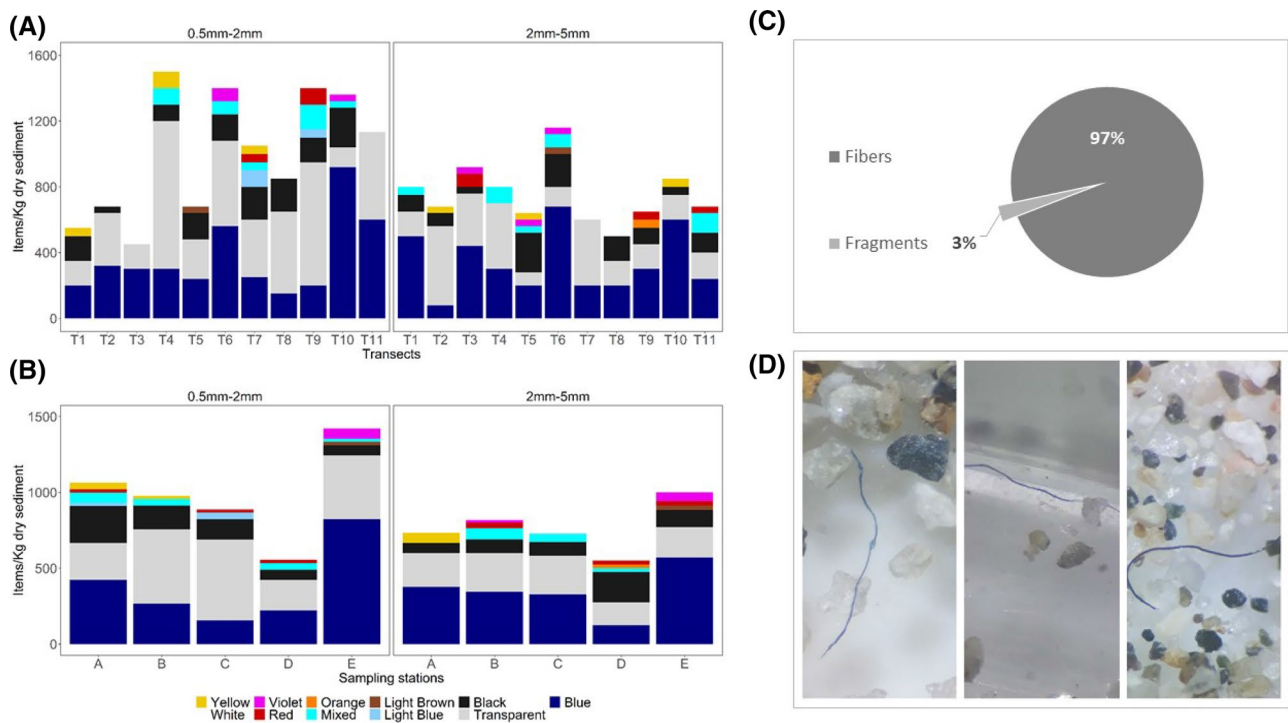 (A)
0.5mm-2mm
2mm-5mm
Items/Kg dry sediment
1600
1200
800
400
0
T1 T2 T3 T4 T5 T6 T7 T8 T9 T10 T11
T1 T2 T3 T4 T5 T6 T7 T8 T9 T10 T11
Transects
(B)
0.5mm-2mm
2mm-5mm
Items/Kg dry sediment
1500
1000
500
0
A B C D E
A B C D E
Sampling stations
Yellow Violet Orange Light Brown Black Blue
White Red Mixed Light Blue Transparent
(C)
Fibers
Fragments
97%
3%
(D)